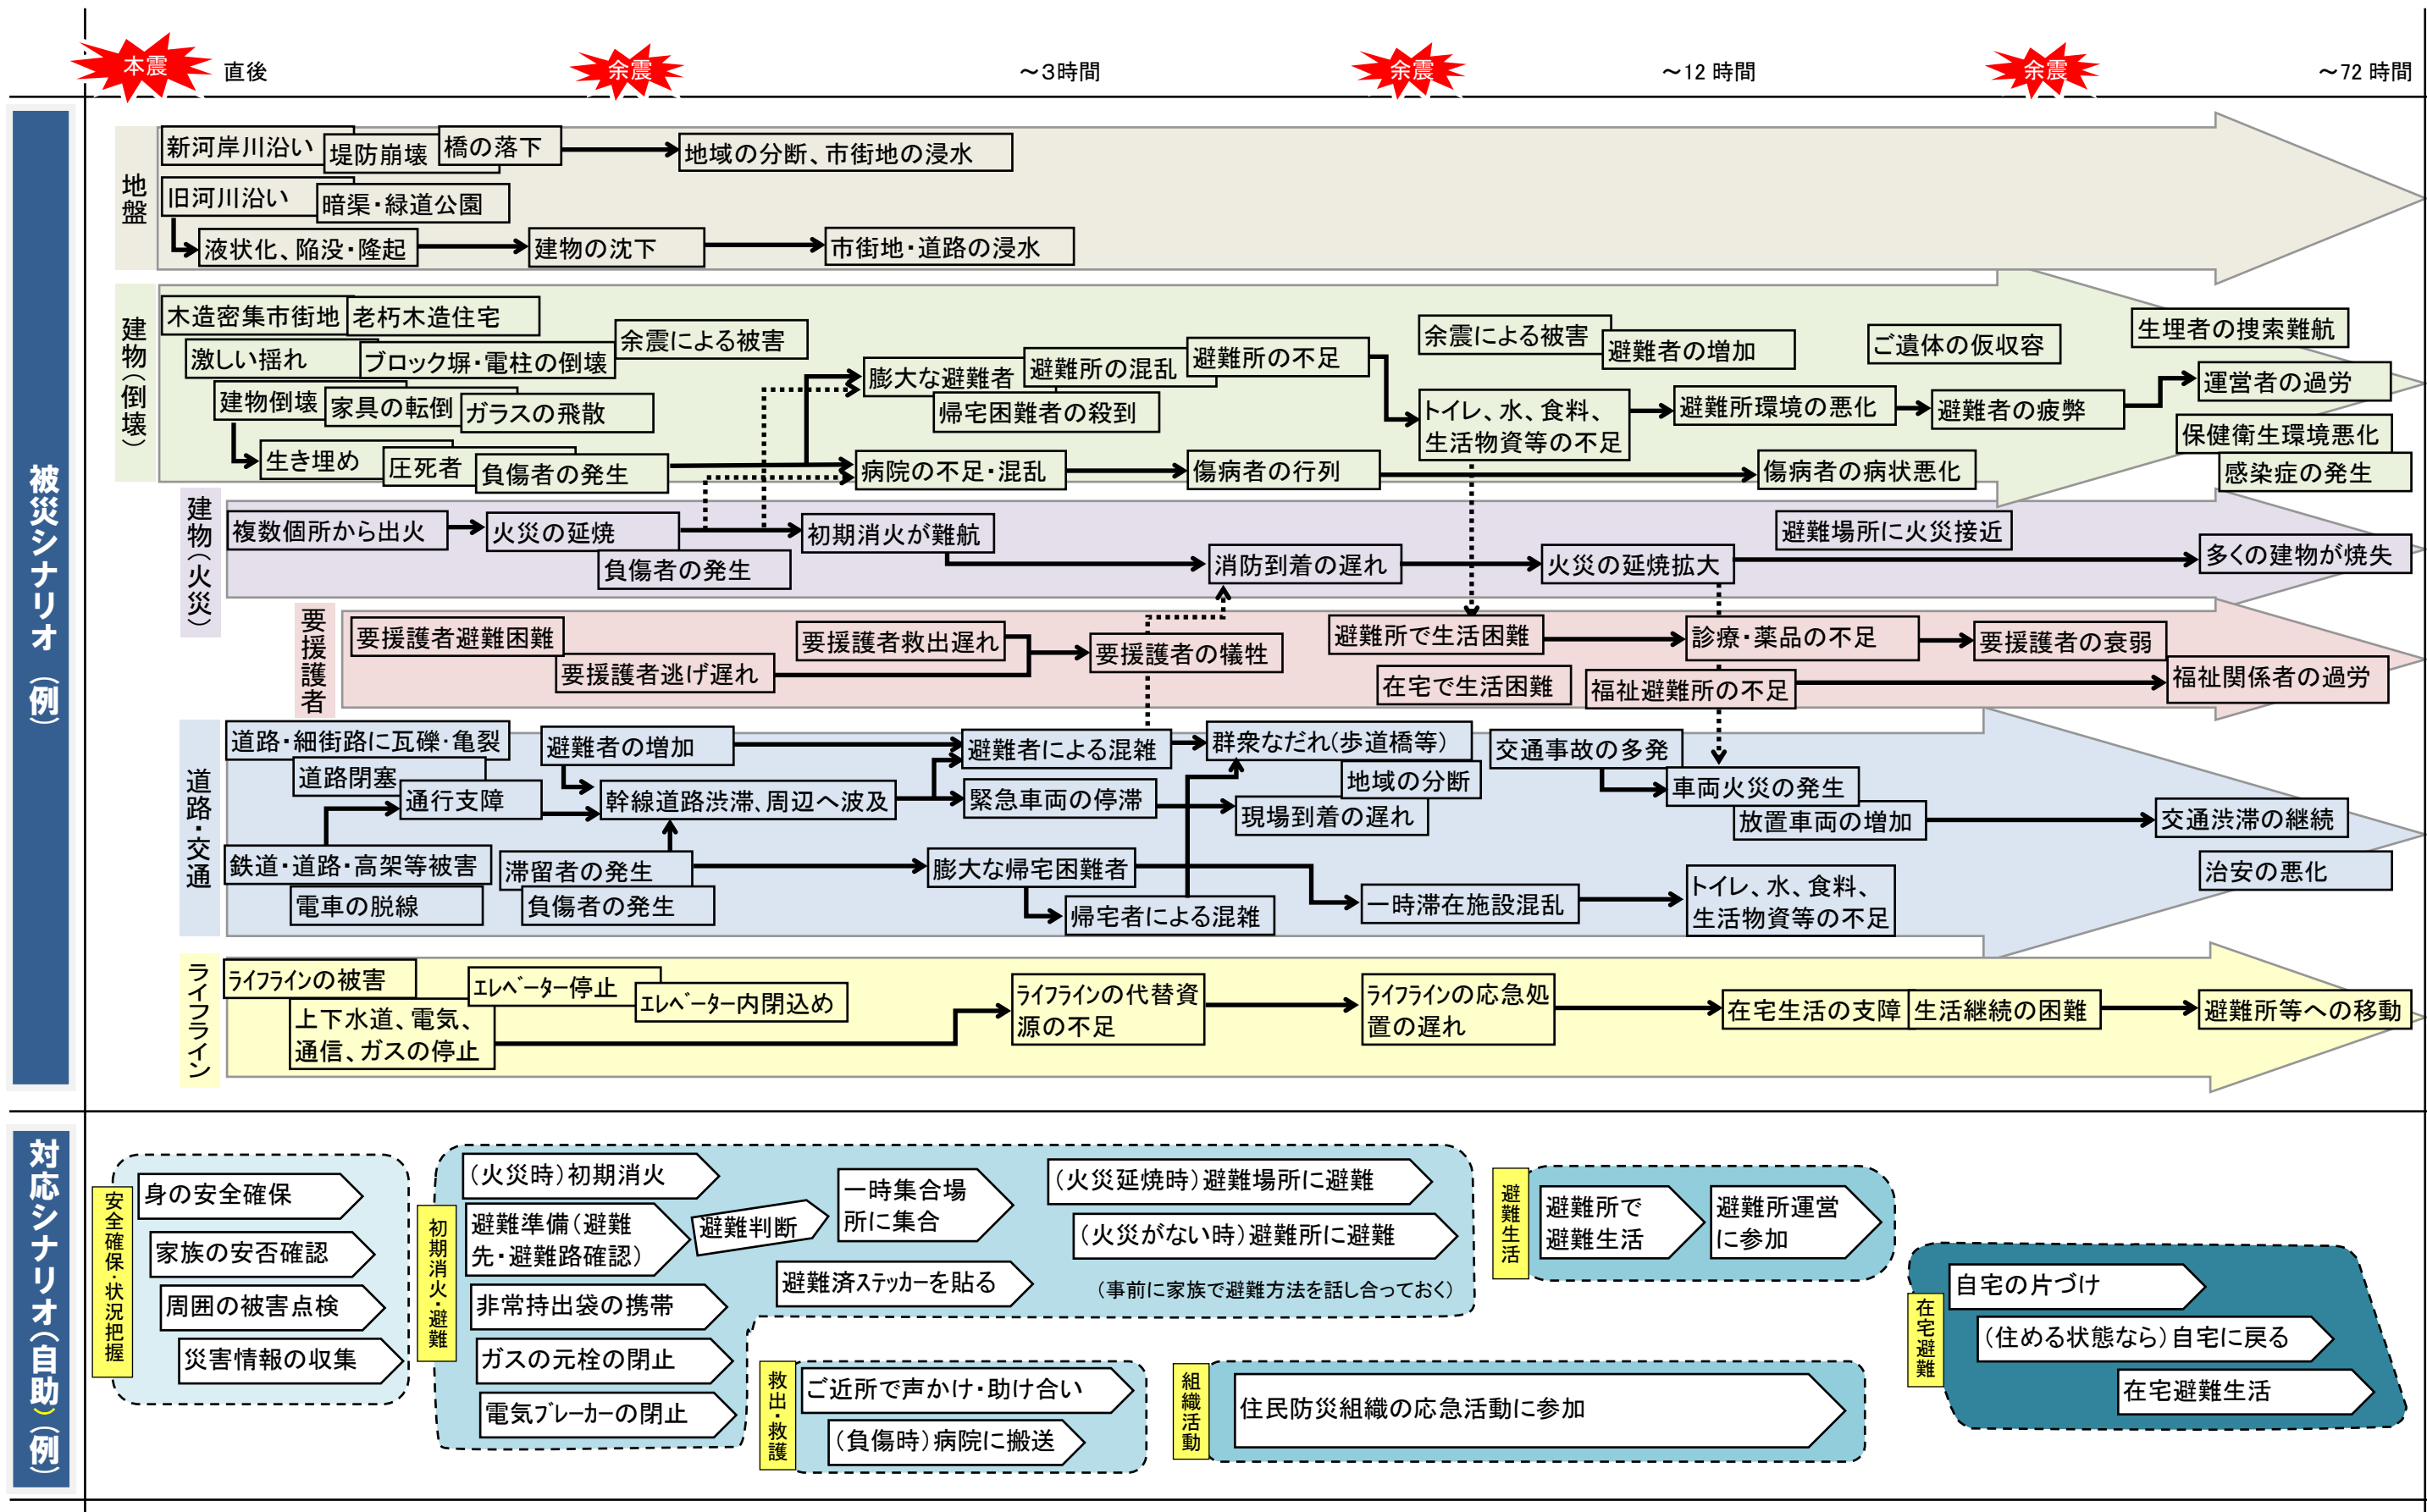 本震
直後
余震
～3時間
余震
～12 時間
余震
～72 時間
被災シナリオ (例)
地盤
新河岸川沿い
堤防崩壊
橋の落下
地域の分断、市街地の浸水
旧河川沿い
暗渠・緑道公園
液状化、陥没・隆起
建物の沈下
市街地・道路の浸水
建物(倒壊)
木造密集市街地
老朽木造住宅
激しい揺れ
ブロック塀・電柱の倒壊
余震による被害
建物倒壊
家具の転倒
ガラスの飛散
生き埋め
圧死者
負傷者の発生
膨大な避難者
避難所の混乱
避難所の不足
帰宅困難者の殺到
病院の不足・混乱
傷病者の行列
余震による被害
避難者の増加
トイレ、水、食料、
生活物資等の不足
避難所環境の悪化
傷病者の病状悪化
ご遺体の仮収容
避難者の疲弊
生埋者の捜索難航
運営者の過労
保健衛生環境悪化
感染症の発生
建物(火災)
複数個所から出火
火災の延焼
負傷者の発生
初期消火が難航
消防到着の遅れ
火災の延焼拡大
避難場所に火災接近
多くの建物が焼失
要援護者
要援護者避難困難
要援護者逃げ遅れ
要援護者救出遅れ
要援護者の犠牲
避難所で生活困難
在宅で生活困難
診療・薬品の不足
福祉避難所の不足
要援護者の衰弱
福祉関係者の過労
道路・交通
道路・細街路に瓦礫・亀裂
道路閉塞
通行支障
鉄道・道路・高架等被害
電車の脱線
避難者の増加
幹線道路渋滞、周辺へ波及
滞留者の発生
負傷者の発生
避難者による混雑
緊急車両の停滞
膨大な帰宅困難者
帰宅者による混雑
群衆なだれ(歩道橋等)
地域の分断
現場到着の遅れ
一時滞在施設混乱
交通事故の多発
車両火災の発生
放置車両の増加
トイレ、水、食料、
生活物資等の不足
交通渋滞の継続
治安の悪化
ライフライン
ﾗｲﾌﾗｲﾝの被害
上下水道、電気、
通信、ガスの停止
ｴﾚﾍﾞｰﾀｰ停止
ｴﾚﾍﾞｰﾀｰ内閉込め
ﾗｲﾌﾗｲﾝの代替資
源の不足
ﾗｲﾌﾗｲﾝの応急処
置の遅れ
在宅生活の支障
生活継続の困難
避難所等への移動
対応シナリオ(自助)(例)
安全確保・状況把握
身の安全確保
家族の安否確認
周囲の被害点検
災害情報の収集
初期消火・避難
(火災時)初期消火
避難準備(避難
先・避難路確認)
非常持出袋の携帯
ガスの元栓の閉止
電気ﾌﾞﾚｰｶｰの閉止
避難判断
一時集合場
所に集合
避難済ｽﾃｯｶｰを貼る
(火災延焼時)避難場所に避難
(火災がない時)避難所に避難
(事前に家族で避難方法を話し合っておく)
救出・救護
ご近所で声かけ・助け合い
(負傷時)病院に搬送
組織活動
住民防災組織の応急活動に参加
避難生活
避難所で
避難生活
避難所運営
に参加
在宅避難
自宅の片づけ
(住める状態なら)自宅に戻る
在宅避難生活